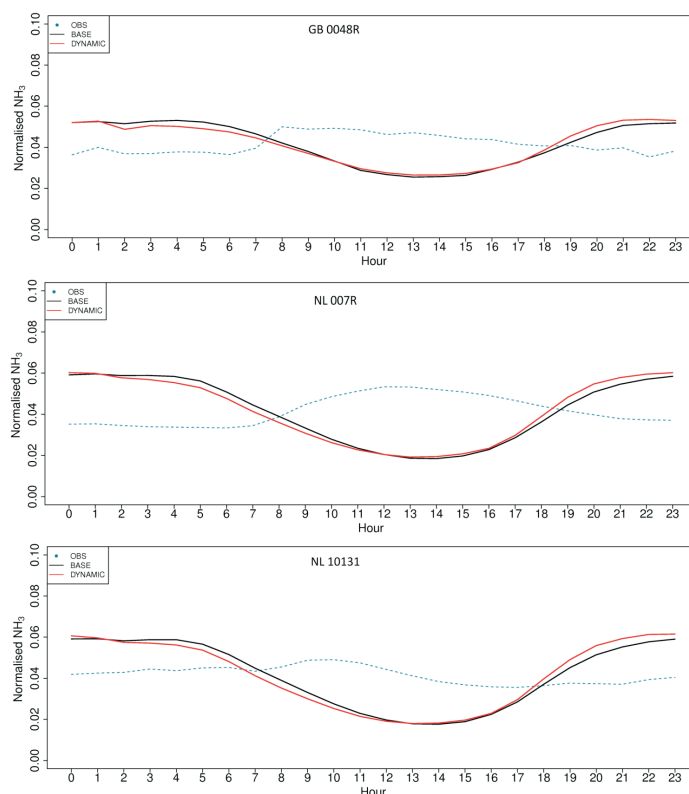 GB 0048R
OBS
BASE
DYNAMIC
Normalised NH3
0.00 0.02 0.04 0.06 0.08 0.10
0 1 2 3 4 5 6 7 8 9 10 11 12 13 14 15 16 17 18 19 20 21 22 23
Hour
NL 007R
OBS
BASE
DYNAMIC
Normalised NH3
0.00 0.02 0.04 0.06 0.08 0.10
0 1 2 3 4 5 6 7 8 9 10 11 12 13 14 15 16 17 18 19 20 21 22 23
Hour
NL 10131
OBS
BASE
DYNAMIC
Normalised NH3
0.00 0.02 0.04 0.06 0.08 0.10
0 1 2 3 4 5 6 7 8 9 10 11 12 13 14 15 16 17 18 19 20 21 22 23
Hour